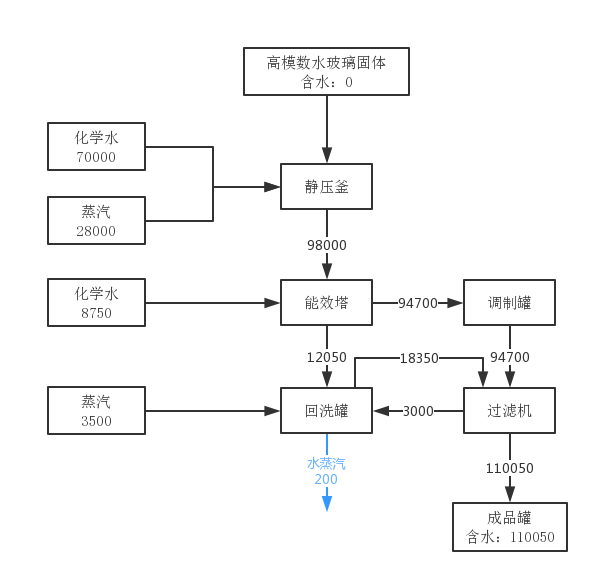 高模数水玻璃固体
含水：0
化学水
70000
静压釜
蒸汽
28000
98000
化学水
8750
能效塔
94700
调制罐
12050
18350
94700
蒸汽
3500
回洗罐
3000
过滤机
水蒸汽
200
110050
成品罐
含水：110050